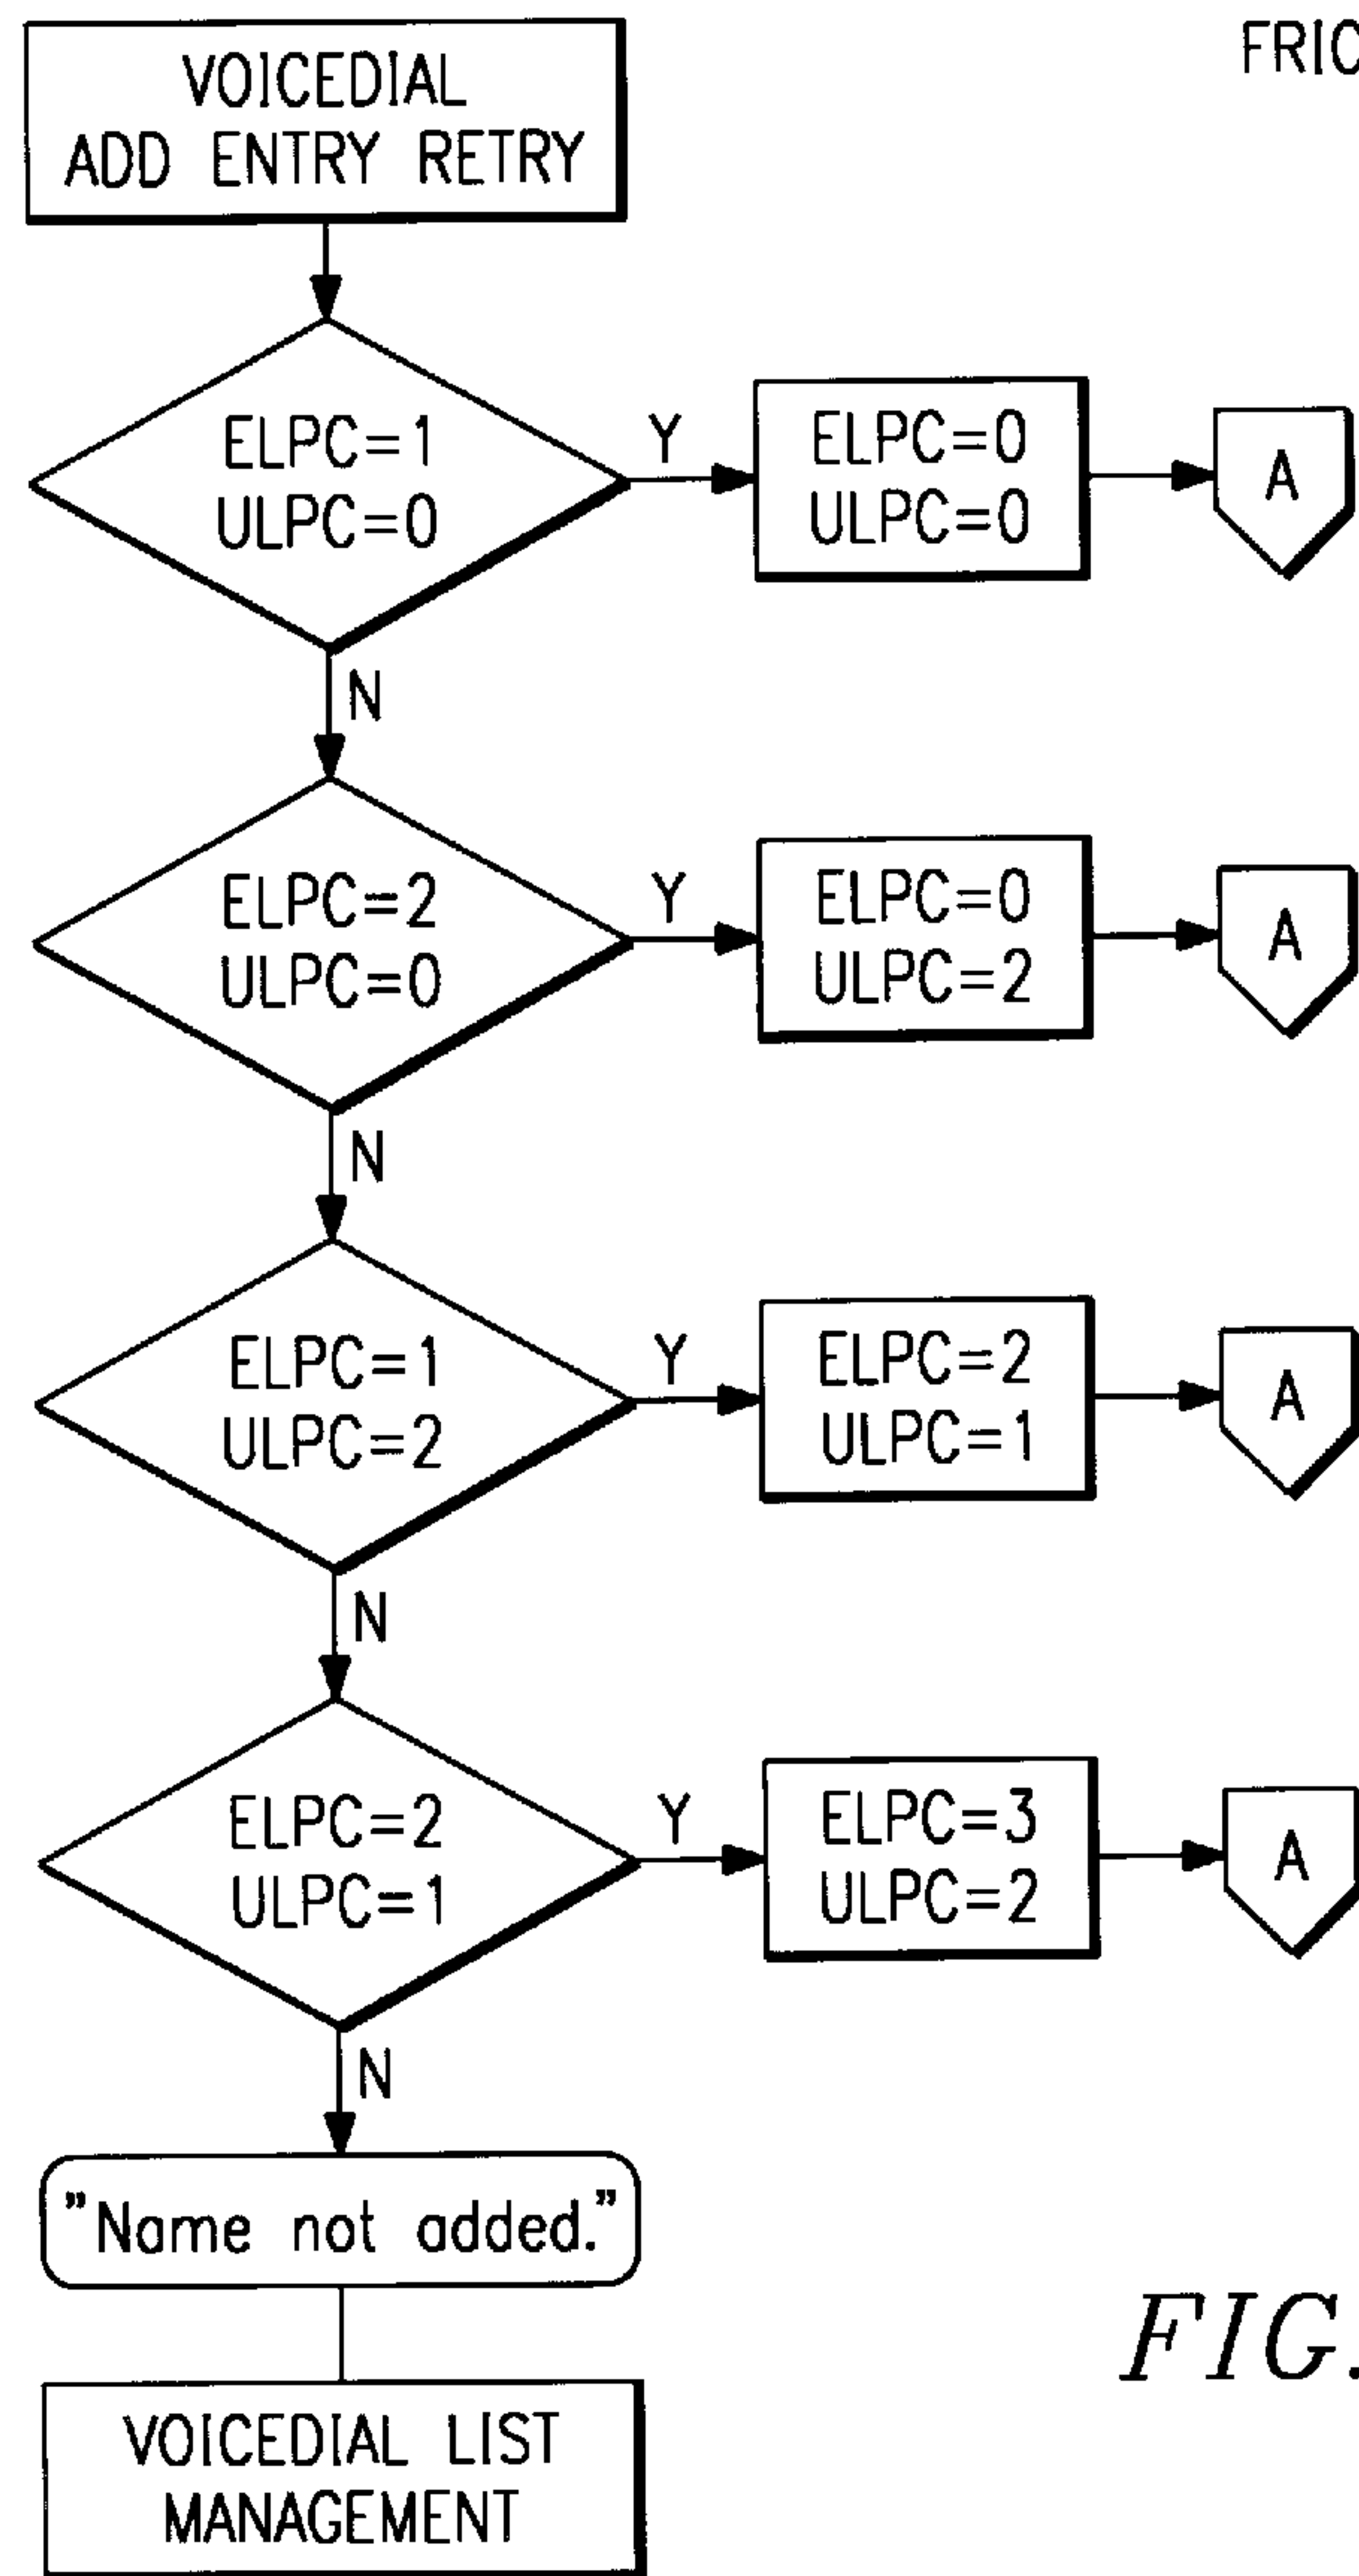 VOICEDIAL
ADD ENTRY RETRY
ELPC=1
ULPC=0
Y
ELPC=0
ULPC=0
A
N
ELPC=2
ULPC=0
Y
ELPC=0
ULPC=2
A
N
ELPC=1
ULPC=2
Y
ELPC=2
ULPC=1
A
N
ELPC=2
ULPC=1
Y
ELPC=3
ULPC=2
A
N
"Name not added."
VOICEDIAL LIST
MANAGEMENT
FIG.